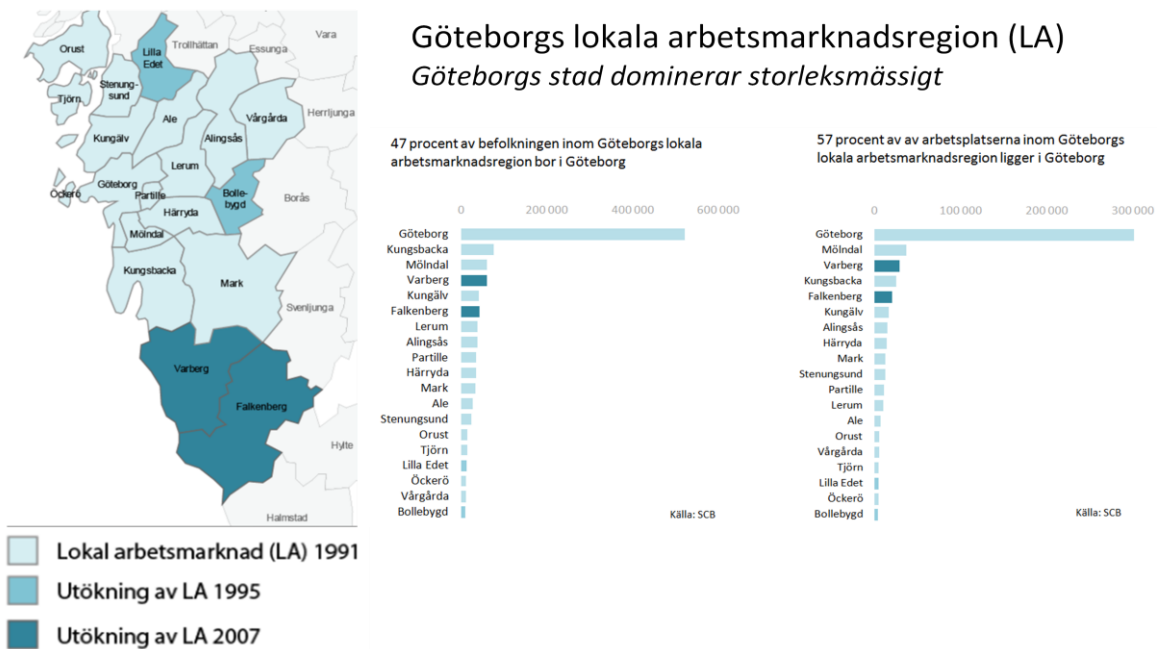 Göteborgs lokala arbetsmarknadsregion (LA)
Göteborgs stad dominerar storleksmässigt
Vara
Orust
Lilla
Edet
Trollhättan
Essunga
Stenung-
sund
Tjörn
Ale
Vårgårda
Herrljunga
Kungälv
Alingsås
Lerum
Göteborg
Öckerö
Partille
Bolle-
bygd
Borås
Härryda
Mölndal
Kungsbacka
Mark
Svenljunga
Varberg
Falkenberg
Hylte
Halmstad
Lokal arbetsmarknad (LA) 1991
Utökning av LA 1995
Utökning av LA 2007
47 procent av befolkningen inom Göteborgs lokala
arbetsmarknadsregion bor i Göteborg
0 200 000 400 000 600 000
Göteborg
Kungsbacka
Mölndal
Varberg
Kungälv
Falkenberg
Lerum
Alingsås
Partille
Härryda
Mark
Ale
Stenungsund
Orust
Tjörn
Lilla Edet
Öckerö
Vårgårda
Bollebygd
Källa: SCB
57 procent av av arbetsplatserna inom Göteborgs
lokala arbetsmarknadsregion ligger i Göteborg
0 100 000 200 000 300 000
Göteborg
Mölndal
Varberg
Kungsbacka
Falkenberg
Kungälv
Alingsås
Härryda
Mark
Stenungsund
Partille
Lerum
Ale
Orust
Vårgårda
Tjörn
Lilla Edet
Öckerö
Bollebygd
Källa: SCB